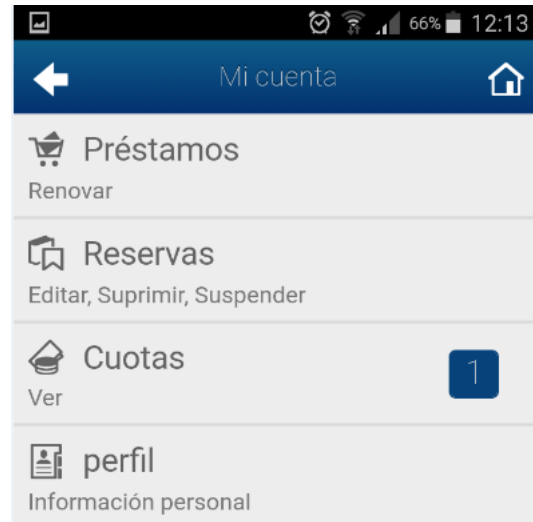 66% 12:13
Mi cuenta
Préstamos
Renovar
Reservas
Editar, Suprimir, Suspender
Cuotas
1
Ver
perfil
Información personal